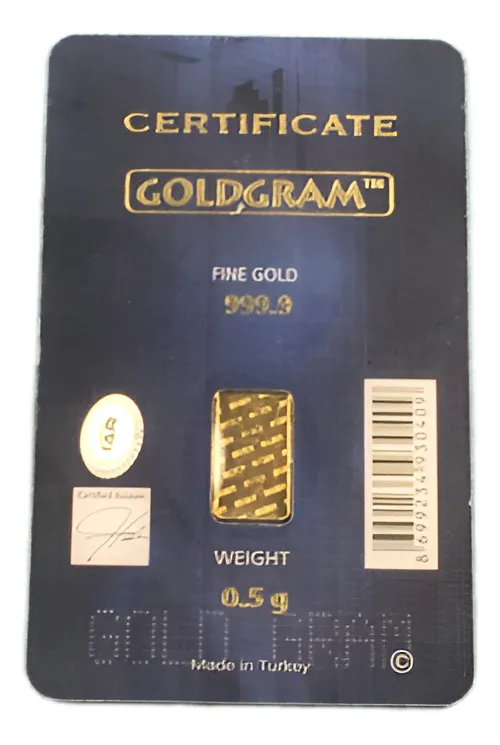 CERTIFICATE
GOLDGRAM™
FINE GOLD
999.9
WEIGHT
0.5 g
GOLD GRAM
Made in Turkey
©